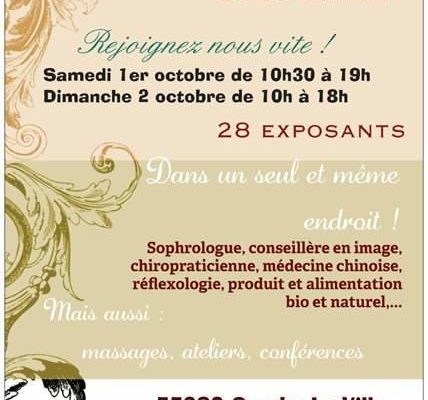 Rejoignez nous vite !
Samedi 1er octobre de 10h30 à 19h
Dimanche 2 octobre de 10h à 18h
28 EXPOSANTS
Dans un seul et même
endroit !
Sophrologue, conseillère en image,
chiropraticienne, médecine chinoise,
réflexologie, produit et alimentation
bio et naturel,...
Mais aussi :
massages, ateliers, conférences